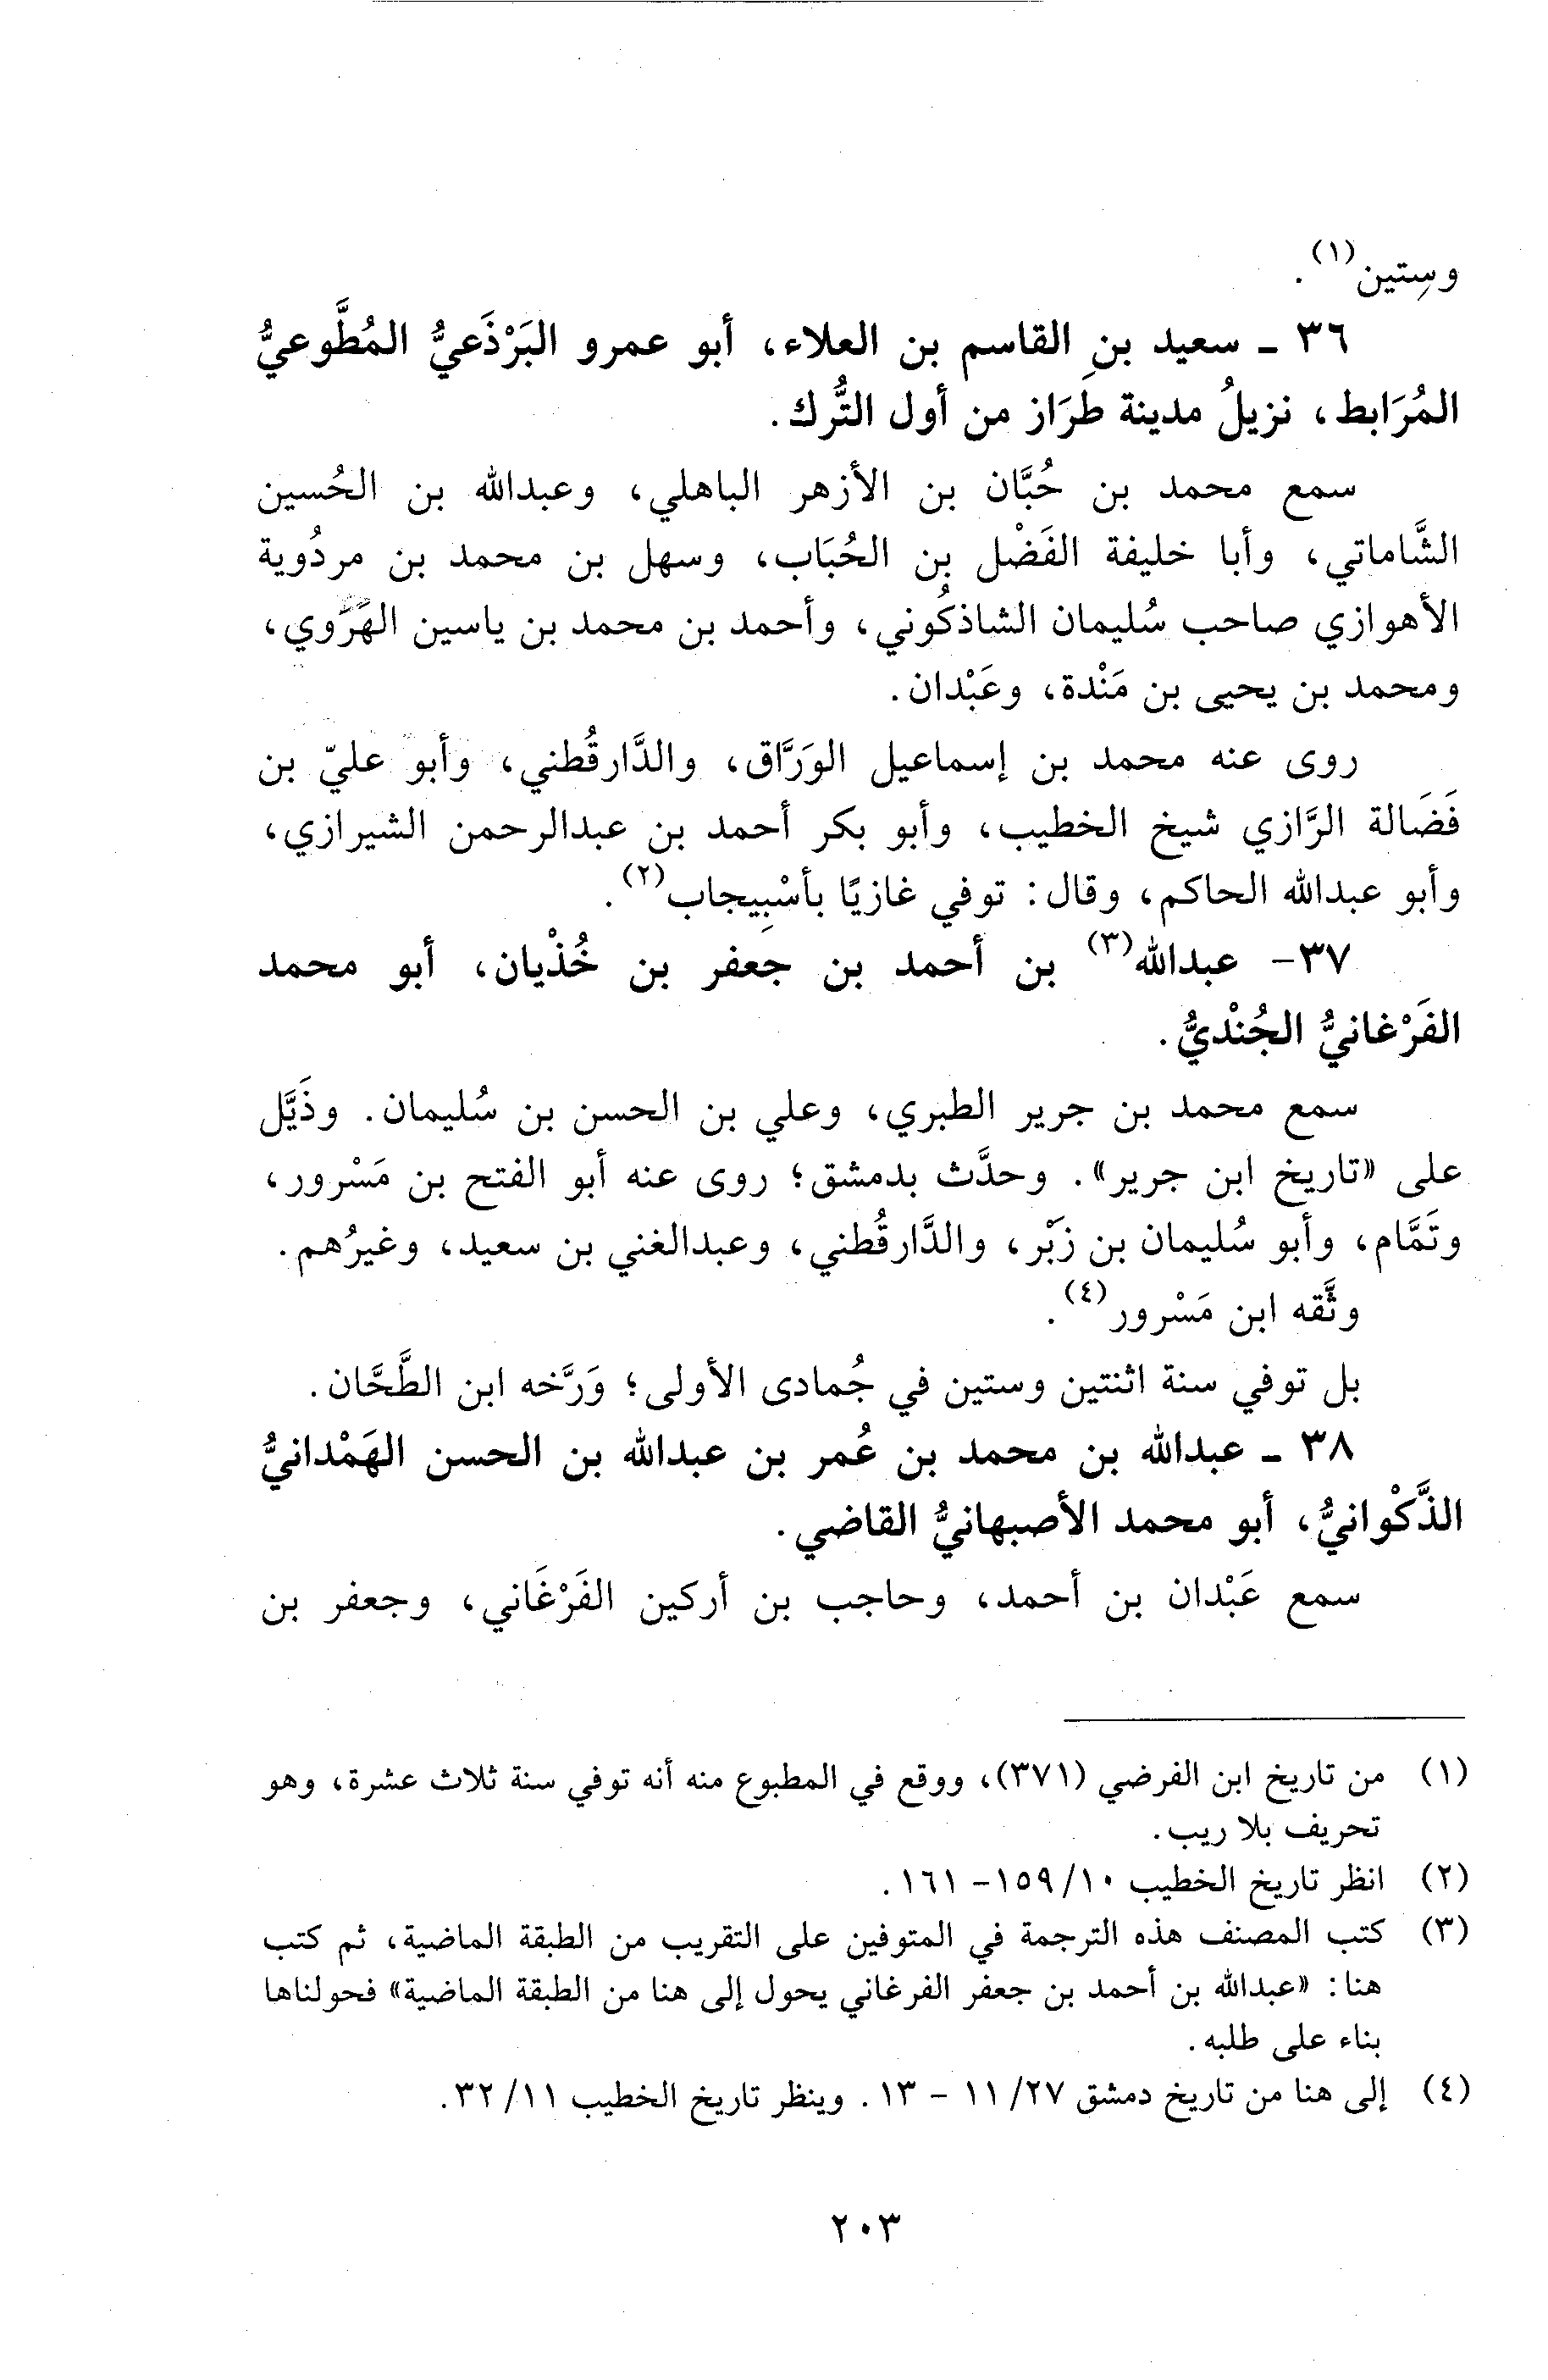 وسِتين(١).
٣٦ ـ سعيد بنِ القاسم بن العلاء، أبو عمرو البَرْذَعيُّ المُطَّوعيُّ
المُرَابط، نزيلُ مدينة طَرَاز من أول التُّرك.
سمع محمد بن حُبَّان بن الأزهر الباهلي، وعبدالله بن الحُسين
الشَّاماتي، وأبا خليفة الفَضْل بن الحُبَاب، وسهل بن محمد بن مردُوية
الأهوازي صاحب سُليمان الشاذكُوني، وأحمد بن محمد بن ياسين الهَرَوي،
ومحمد بن يحيى بن مَنْدة، وعَبْدان.
روى عنه محمد بن إسماعيل الوَرَّاق، والدَّارقُطني، وأبو عليّ بن
فَضَالة الرَّازي شيخ الخطيب، وأبو بكر أحمد بن عبدالرحمن الشيرازي،
وأبو عبدالله الحاكم، وقال: توفي غازيًا بأسْبِيجاب(٢).
٣٧- عبدالله(٣) بن أحمد بن جعفر بن خُذْيان، أبو محمد
الفَرْغانيُّ الجُنْديُّ.
سمع محمد بن جرير الطبري، وعلي بن الحسن بن سُليمان. وذَيَّل
على «تاريخ ابن جرير». وحدَّث بدمشق؛ روى عنه أبو الفتح بن مَسْرور،
وتَمَّام، وأبو سُليمان بن زَبْر، والدَّارقُطني، وعبدالغني بن سعيد، وغيرُهم.
وثَّقه ابن مَسْرور(٤).
بل توفي سنة اثنتين وستين في جُمادى الأولى؛ وَرَّخه ابن الطَّحَّان.
٣٨ ـ عبدالله بن محمد بن عُمر بن عبدالله بن الحسن الهَمْدانيُّ
الذَّكْوانيُّ، أبو محمد الأصبهانيُّ القاضي.
سمع عَبْدان بن أحمد، وحاجب بن أركين الفَرْغَاني، وجعفر بن
(١) من تاريخ ابن الفرضي (٣٧١)، ووقع في المطبوع منه أنه توفي سنة ثلاث عشرة، وهو
تحريف بلا ريب.
(٢) انظر تاريخ الخطيب ١٠/ ١٥٩- ١٦١.
(٣) كتب المصنف هذه الترجمة في المتوفين على التقريب من الطبقة الماضية، ثم كتب
هنا: «عبدالله بن أحمد بن جعفر الفرغاني يحول إلى هنا من الطبقة الماضية» فحولناها
بناء على طلبه.
(٤) إلى هنا من تاريخ دمشق ٢٧/ ١١ - ١٣. وينظر تاريخ الخطيب ١١/ ٣٢.
٢٠٣